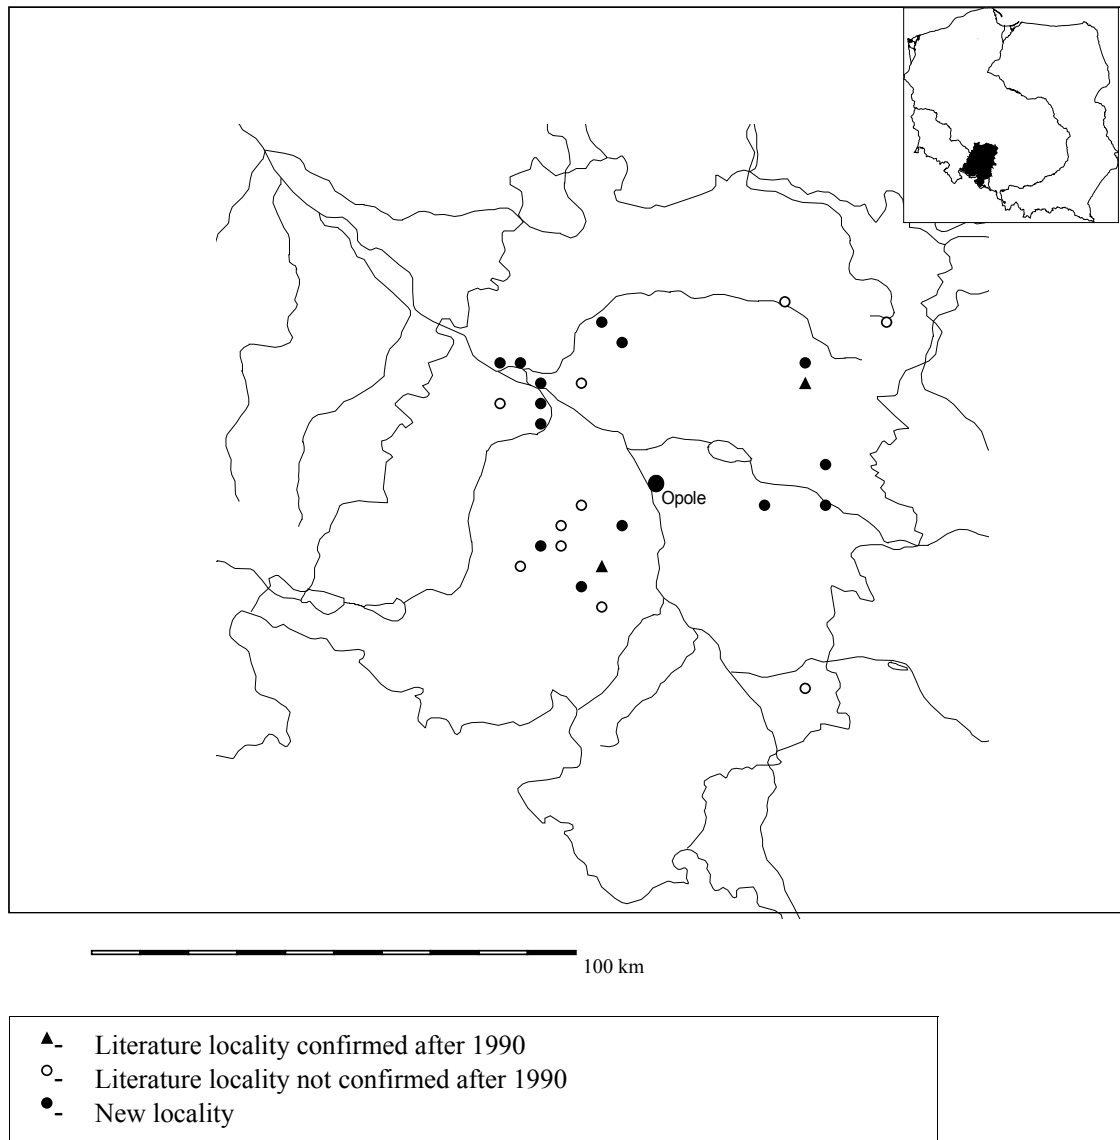 Opole
100 km
▲- Literature locality confirmed after 1990
○- Literature locality not confirmed after 1990
●- New locality